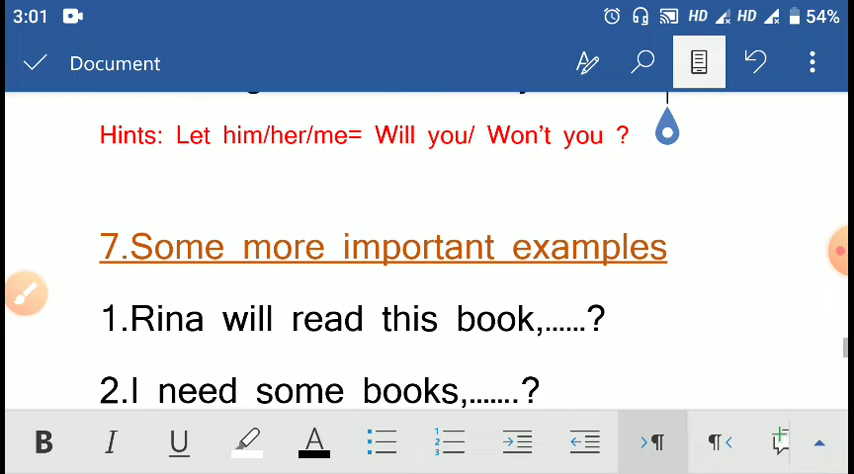 3:01 HD HD 54%
Document
Hints: Let him/her/me= Will you/ Won't you ?
7.Some more important examples
1.Rina will read this book,......?
2.I need some books,.......?
B I U A